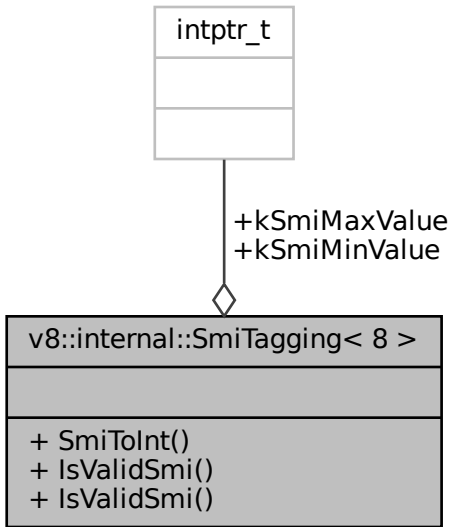 intptr_t
+kSmiMaxValue
+kSmiMinValue
v8::internal::SmiTagging< 8 >
+ SmiToInt()
+ IsValidSmi()
+ IsValidSmi()